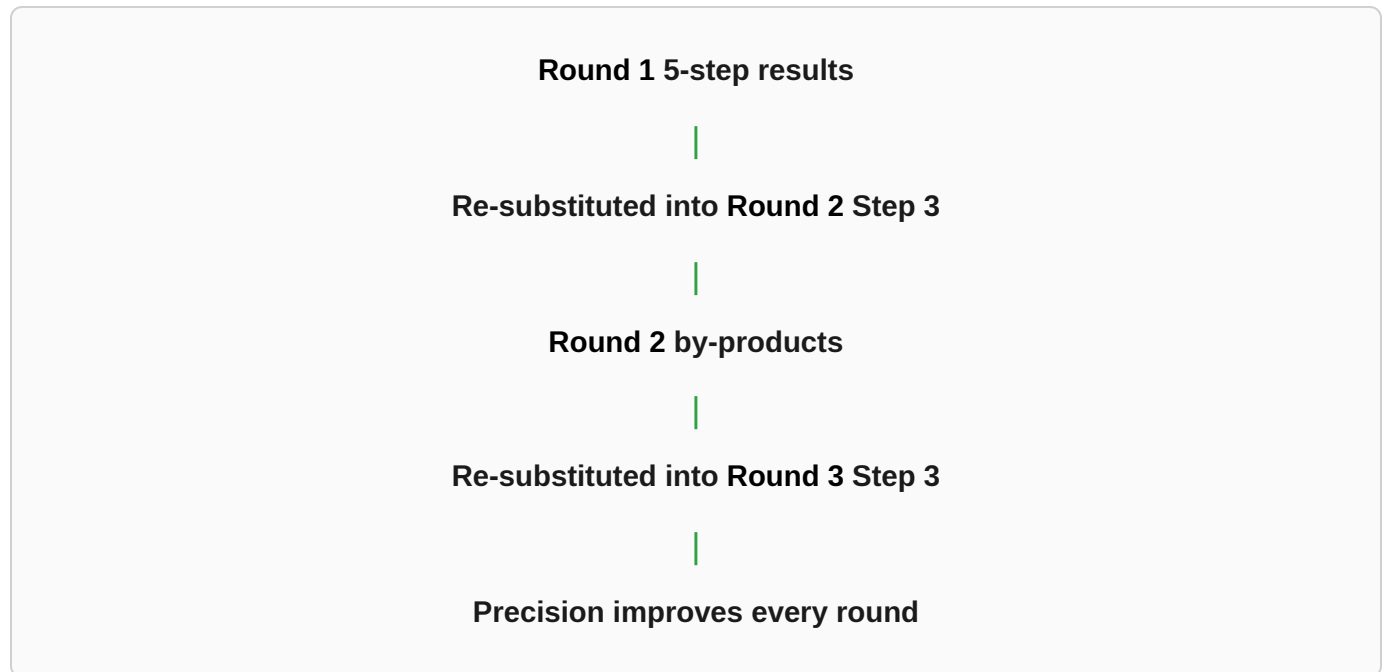 Round 1 5-step results
|
Re-substituted into Round 2 Step 3
|
Round 2 by-products
|
Re-substituted into Round 3 Step 3
|
Precision improves every round